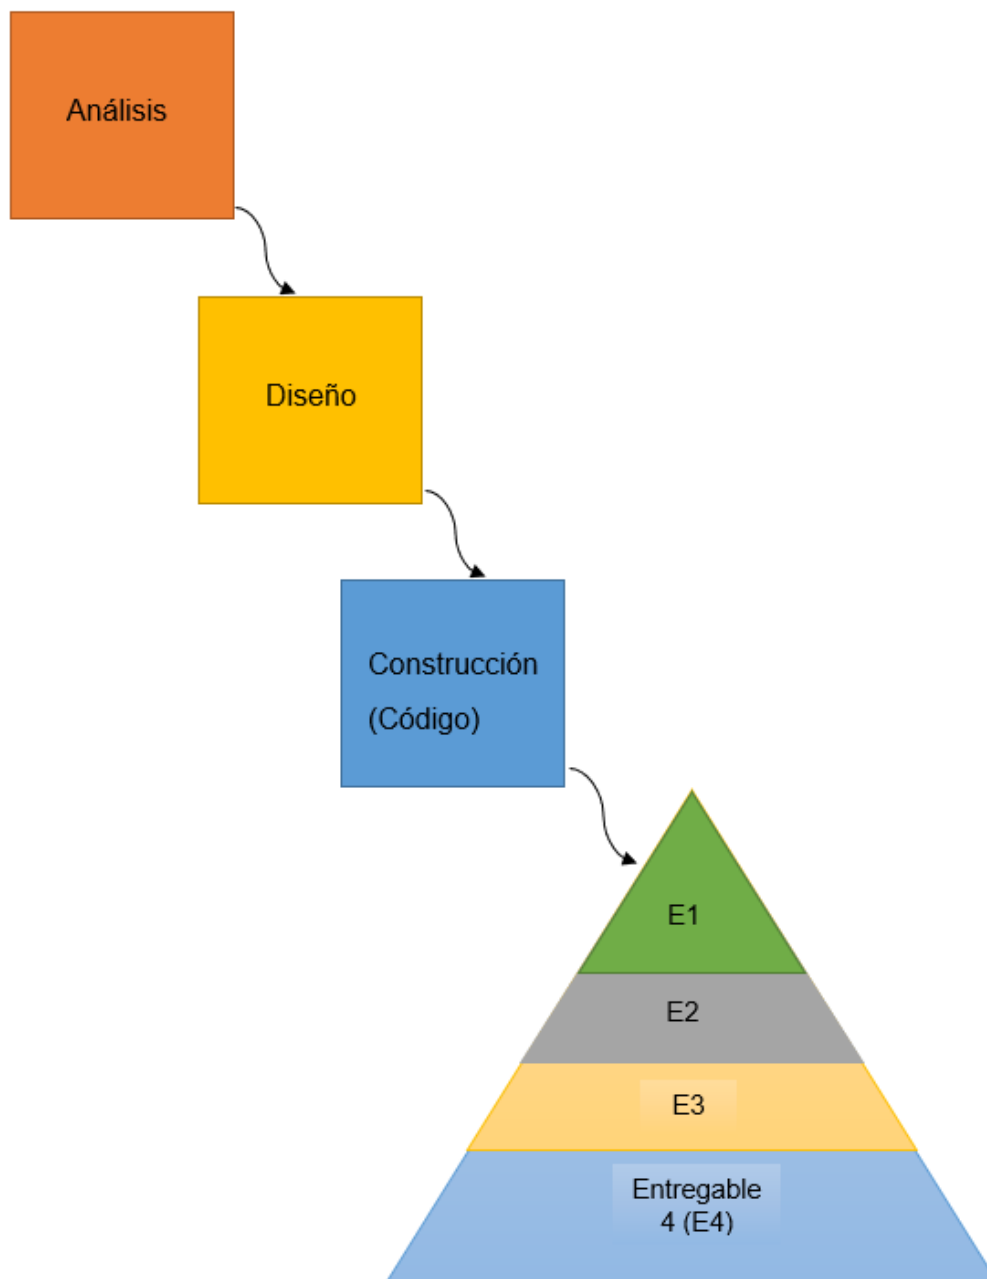 Análisis
Diseño
Construcción
(Código)
E1
E2
E3
Entregable
4 (E4)